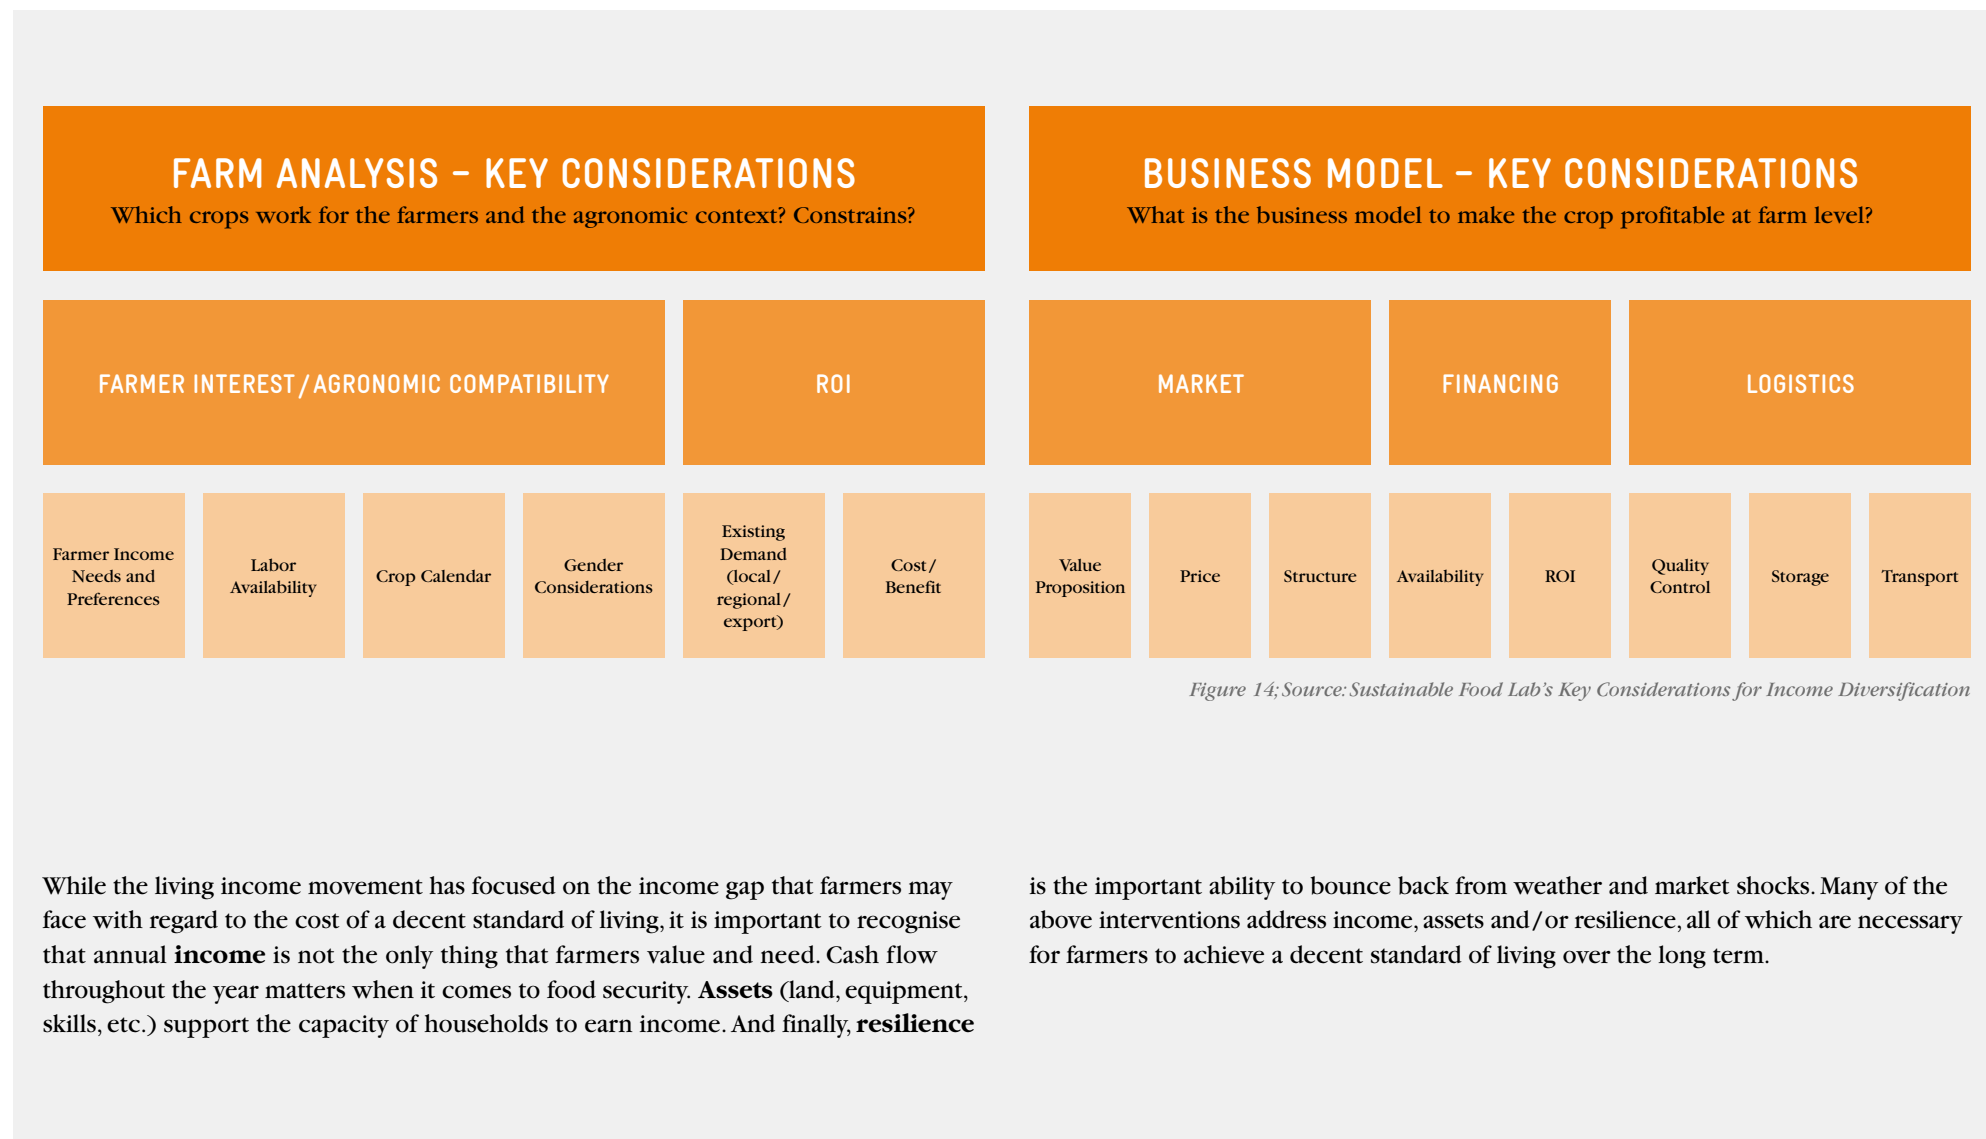 FARM ANALYSIS – KEY CONSIDERATIONS
Which crops work for the farmers and the agronomic context? Constrains?
FARMER INTEREST / AGRONOMIC COMPATIBILITY
ROI
Farmer Income
Needs and
Preferences
Labor
Availability
Crop Calendar
Gender
Considerations
Existing
Demand
(local /
regional /
export)
Cost /
Benefit
BUSINESS MODEL – KEY CONSIDERATIONS
What is the business model to make the crop profitable at farm level?
MARKET
FINANCING
LOGISTICS
Value
Proposition
Price
Structure
Availability
ROI
Quality
Control
Storage
Transport
Figure 14; Source: Sustainable Food Lab's Key Considerations for Income Diversification
While the living income movement has focused on the income gap that farmers may
face with regard to the cost of a decent standard of living, it is important to recognise
that annual income is not the only thing that farmers value and need. Cash flow
throughout the year matters when it comes to food security. Assets (land, equipment,
skills, etc.) support the capacity of households to earn income. And finally, resilience
is the important ability to bounce back from weather and market shocks. Many of the
above interventions address income, assets and / or resilience, all of which are necessary
for farmers to achieve a decent standard of living over the long term.